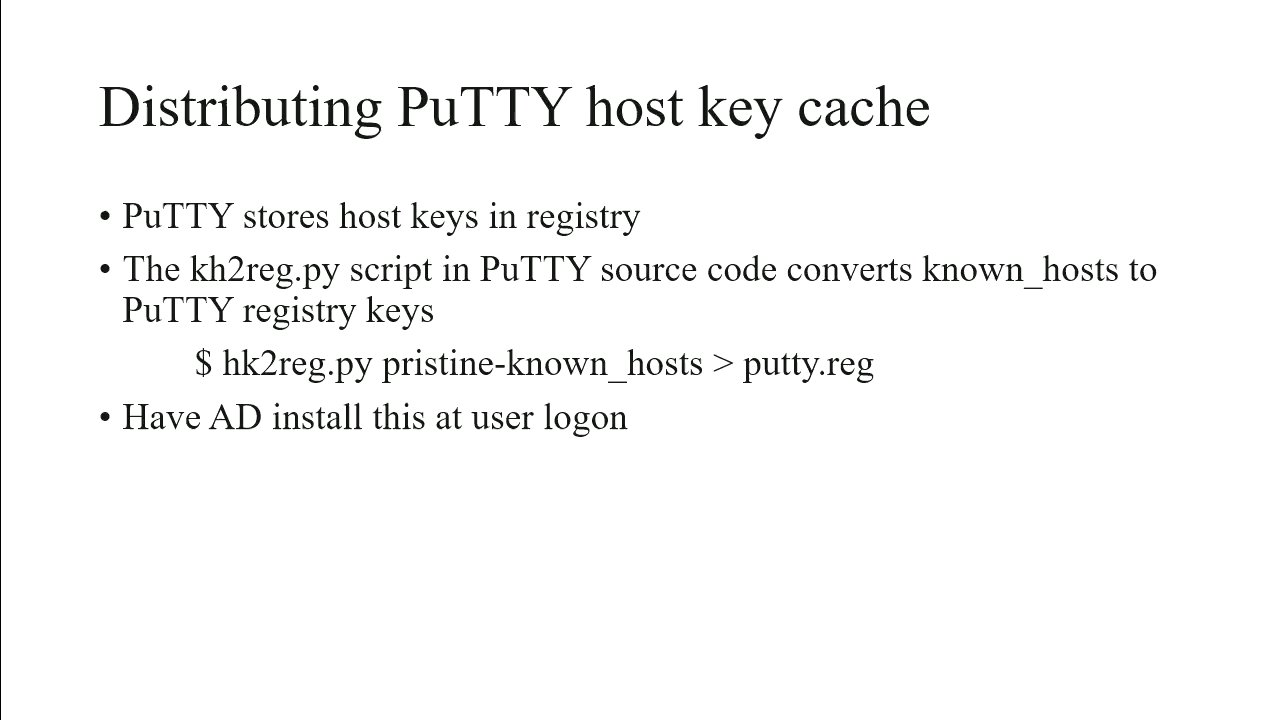 Distributing PuTTY host key cache
• PuTTY stores host keys in registry
• The kh2reg.py script in PuTTY source code converts known_hosts to
PuTTY registry keys
$ hk2reg.py pristine-known_hosts > putty.reg
• Have AD install this at user logon